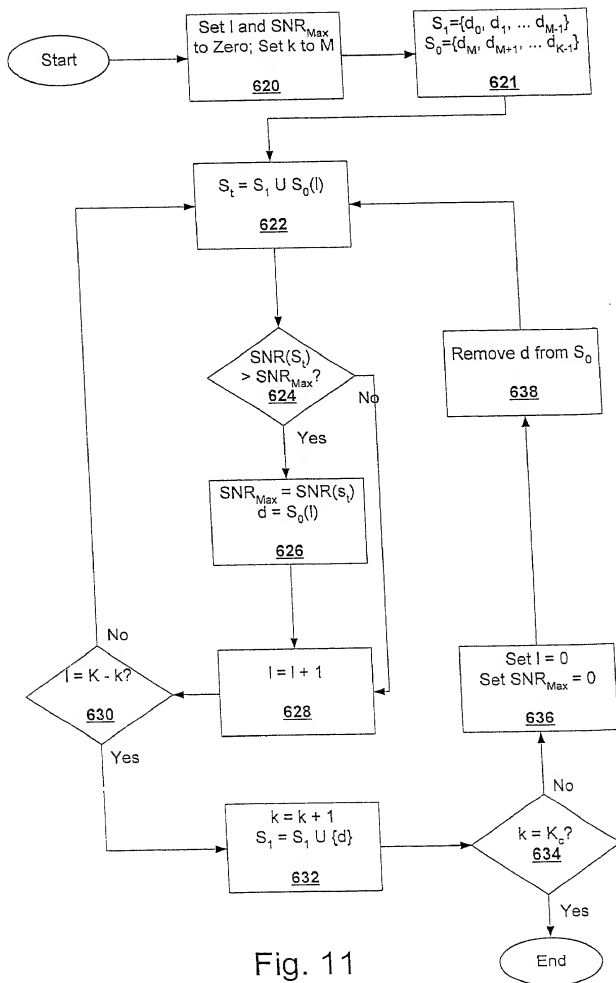 Start
Set l and SNR_Max
to Zero; Set k to M
620
S_1={d_0, d_1, ... d_M-1}
S_0={d_M, d_M+1, ... d_K-1}
621
S_t = S_1 U S_0(l)
622
SNR(S_t)
> SNR_Max?
624
No
Yes
SNR_Max = SNR(s_t)
d = S_0(l)
626
Remove d from S_0
638
No
l = K - k?
630
Yes
l = l + 1
628
Set l = 0
Set SNR_Max = 0
636
No
k = k + 1
S_1 = S_1 U {d}
632
k = K_c?
634
Yes
End
Fig. 11